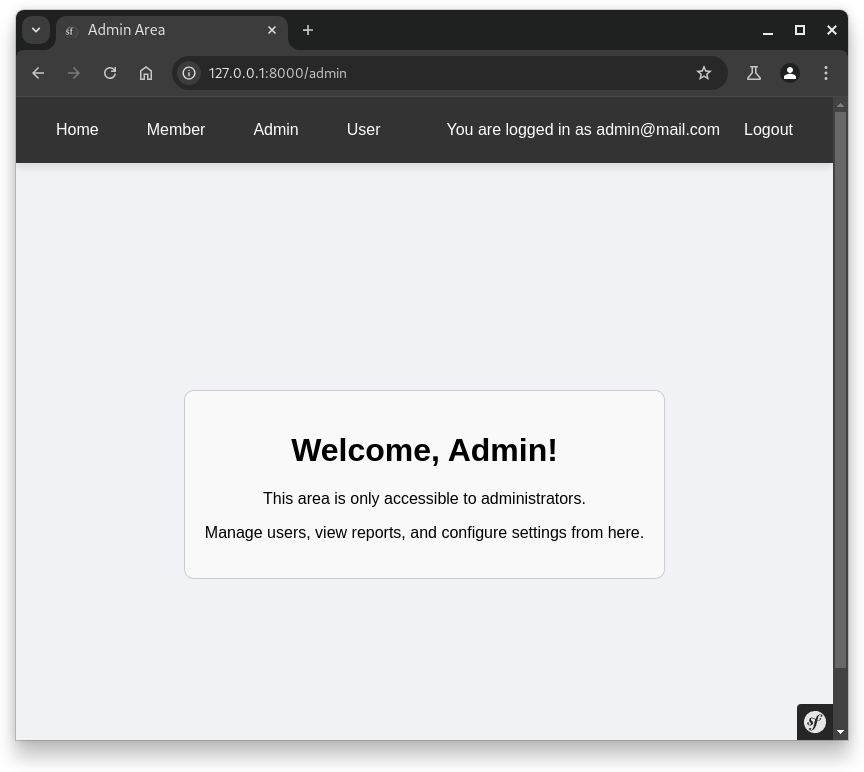 sf Admin Area
127.0.0.1:8000/admin
Home Member Admin User You are logged in as admin@mail.com Logout
Welcome, Admin!
This area is only accessible to administrators.
Manage users, view reports, and configure settings from here.
sf